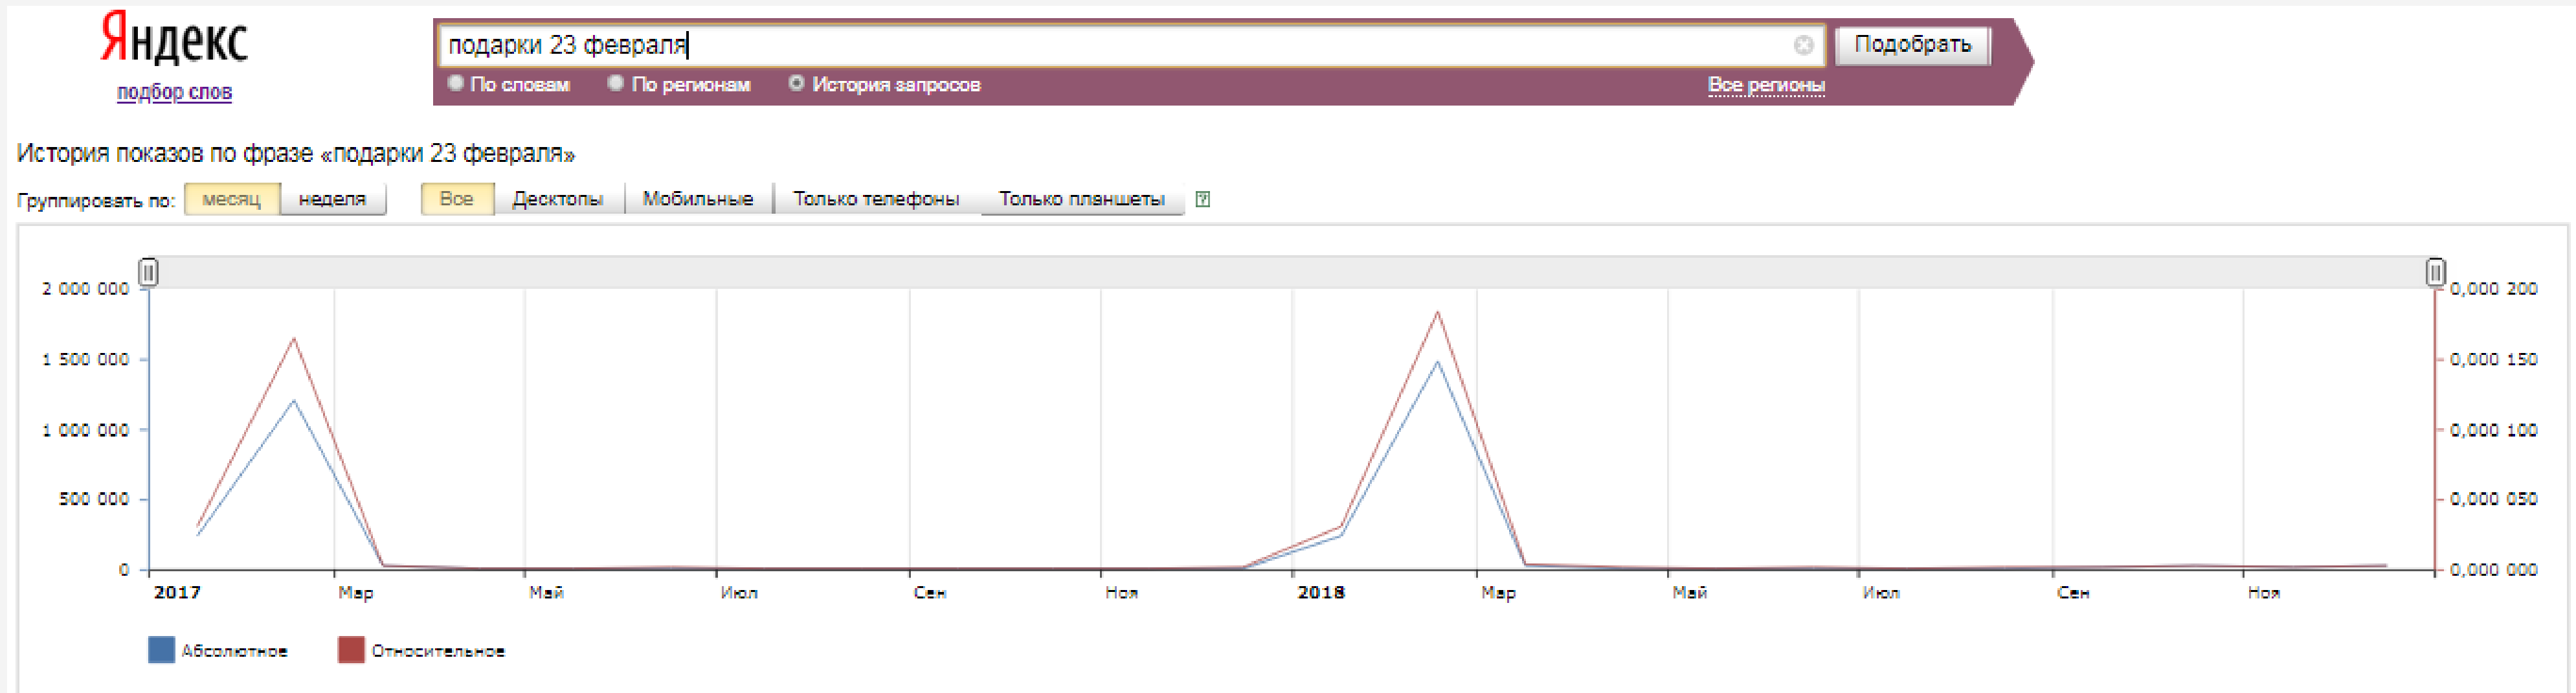 Яндекс
подбор слов
подарки 23 февраля
Подобрать
По словам По регионам История запросов Все регионы
История показов по фразе «подарки 23 февраля»
Группировать по: месяц неделя Все Десктопы Мобильные Только телефоны Только планшеты ?
2 000 000 0,000 200
1 500 000 0,000 150
1 000 000 0,000 100
500 000 0,000 050
0 0,000 000
2017 Мар Май Июл Сен Ноя 2018 Мар Май Июл Сен Ноя
Абсолютное Относительное